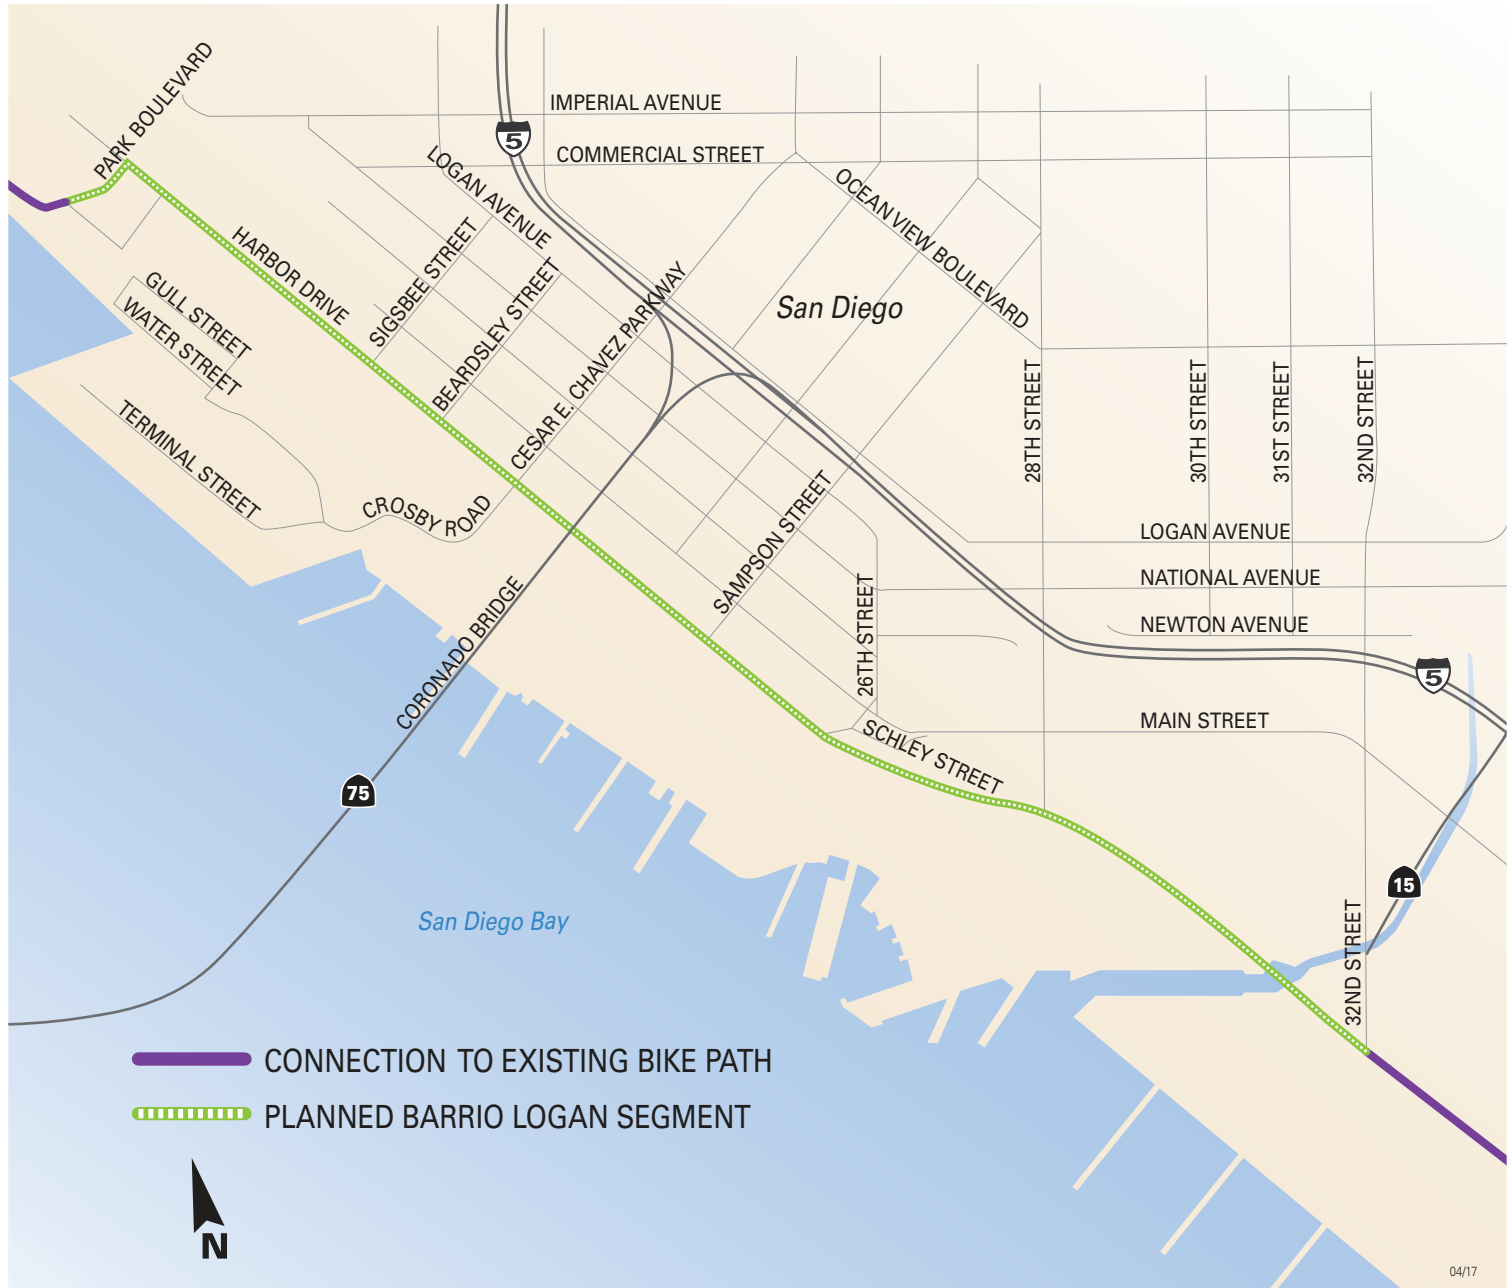 PARK BOULEVARD
IMPERIAL AVENUE
5
COMMERCIAL STREET
LOGAN AVENUE
OCEAN VIEW BOULEVARD
HARBOR DRIVE
SIGSBEE STREET
BEARDSLEY STREET
CESAR E. CHAVEZ PARKWAY
San Diego
GULL STREET
WATER STREET
TERMINAL STREET
CROSBY ROAD
28TH STREET
30TH STREET
31ST STREET
32ND STREET
SAMPSON STREET
LOGAN AVENUE
NATIONAL AVENUE
NEWTON AVENUE
26TH STREET
CORONADO BRIDGE
5
MAIN STREET
SCHLEY STREET
75
15
San Diego Bay
32ND STREET
CONNECTION TO EXISTING BIKE PATH
PLANNED BARRIO LOGAN SEGMENT
N
04/17